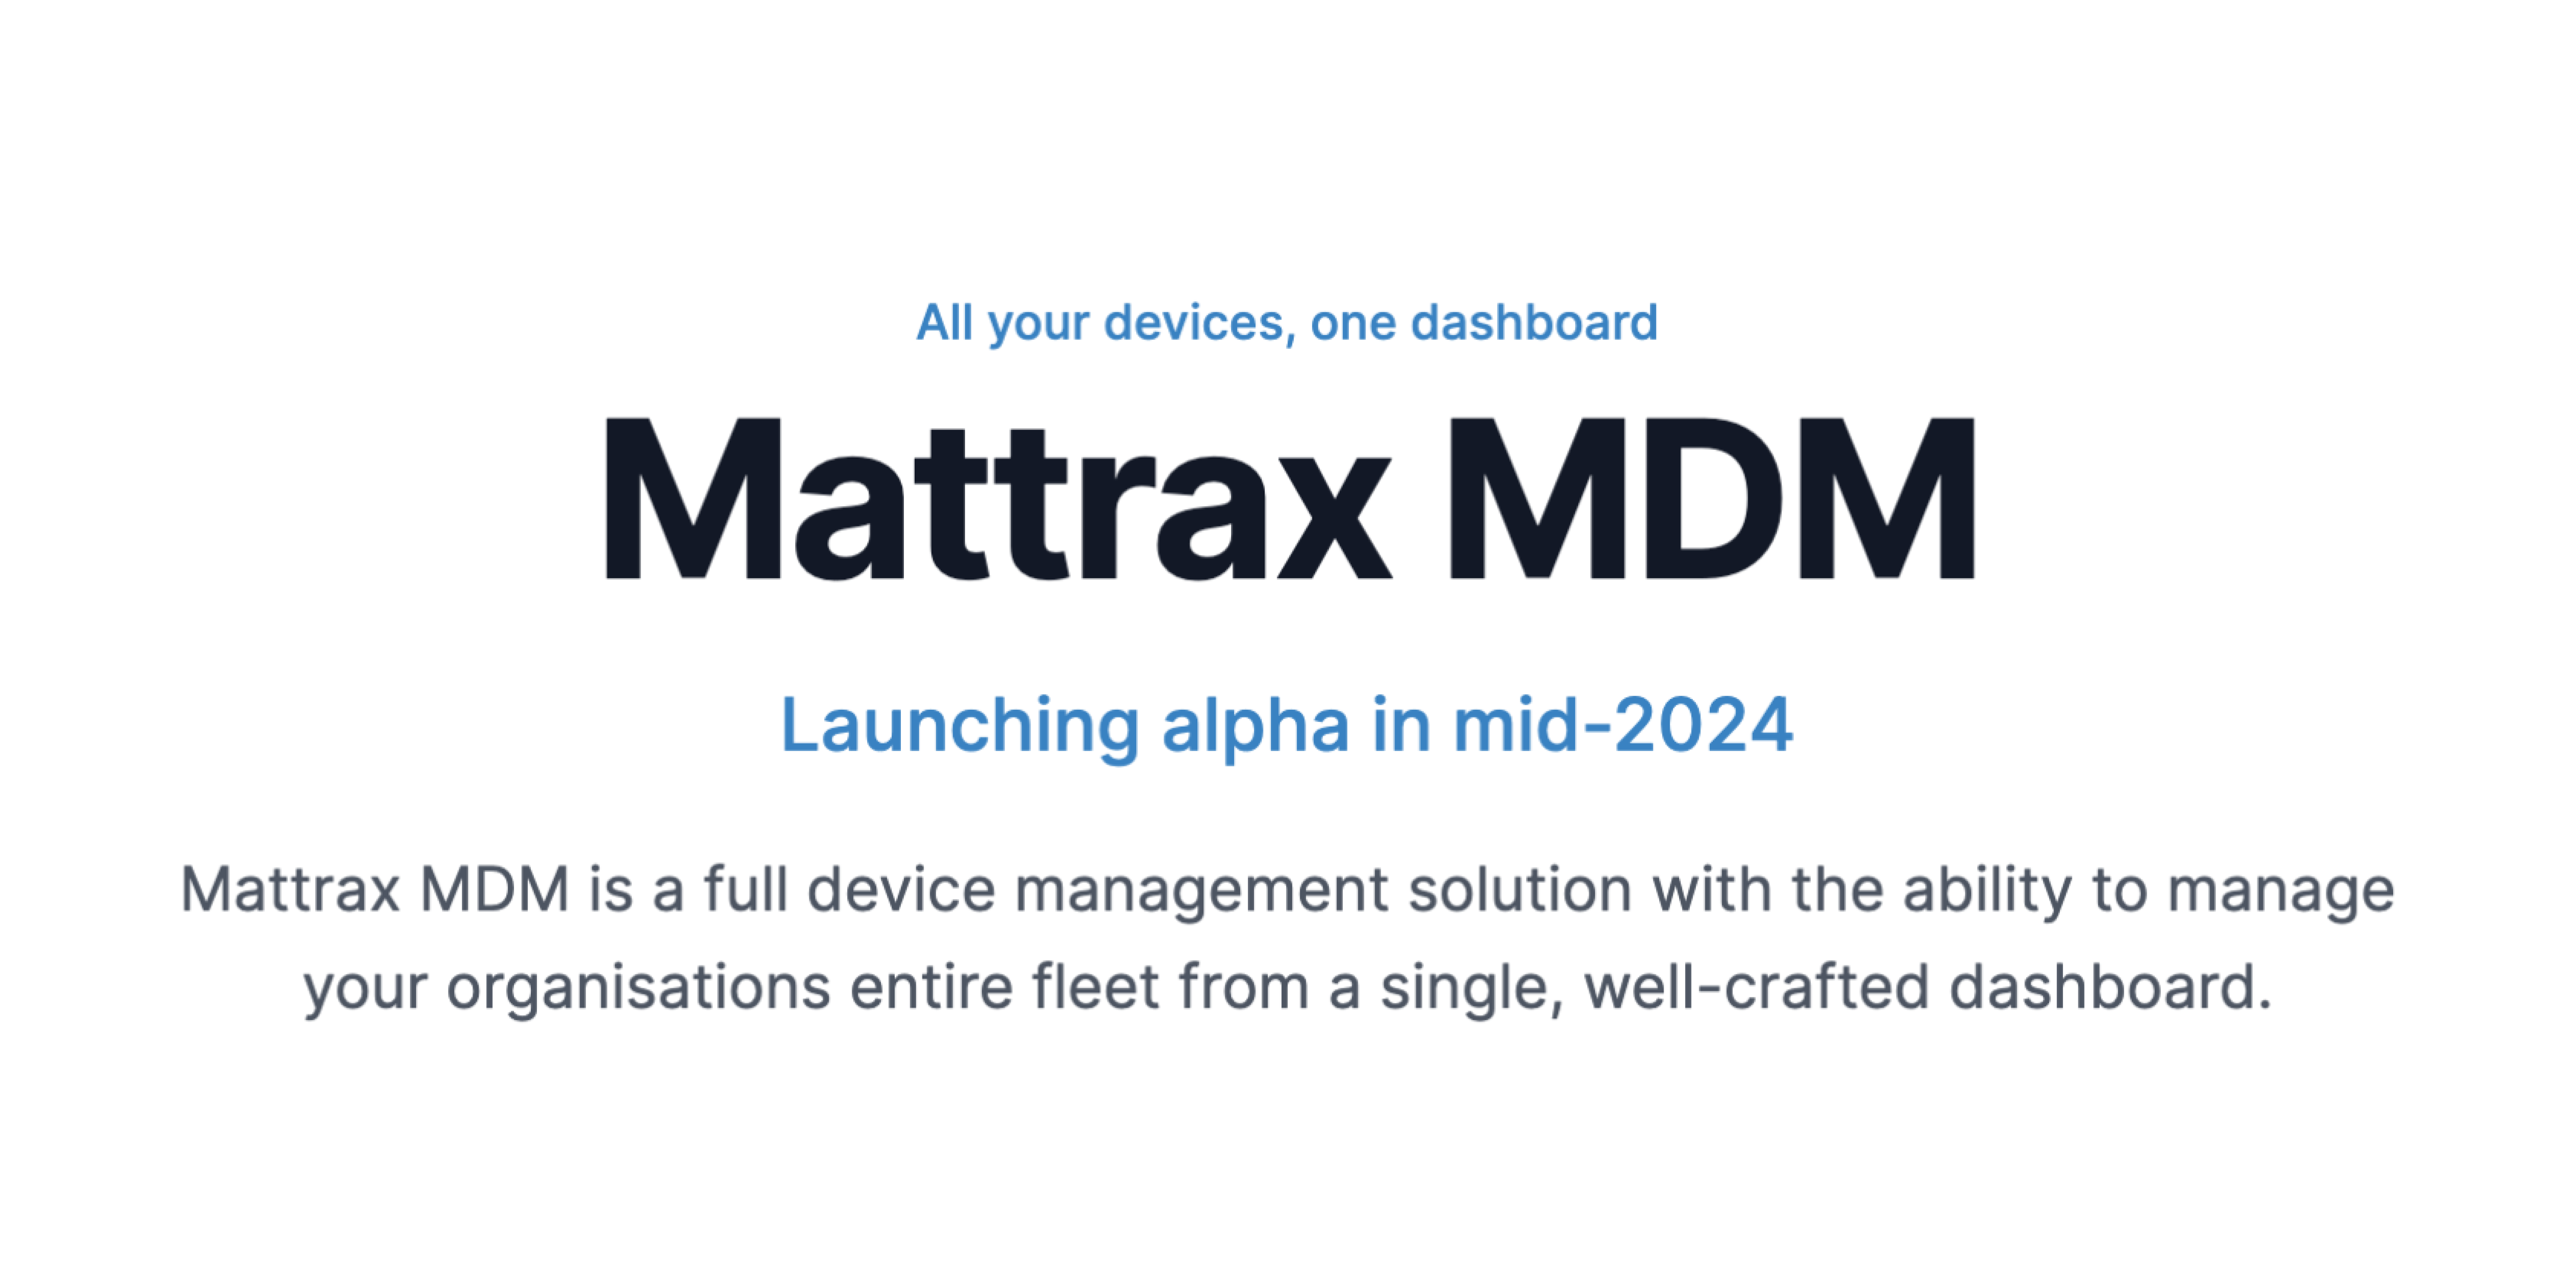 All your devices, one dashboard
Mattrax MDM
Launching alpha in mid-2024
Mattrax MDM is a full device management solution with the ability to manage
your organisations entire fleet from a single, well-crafted dashboard.